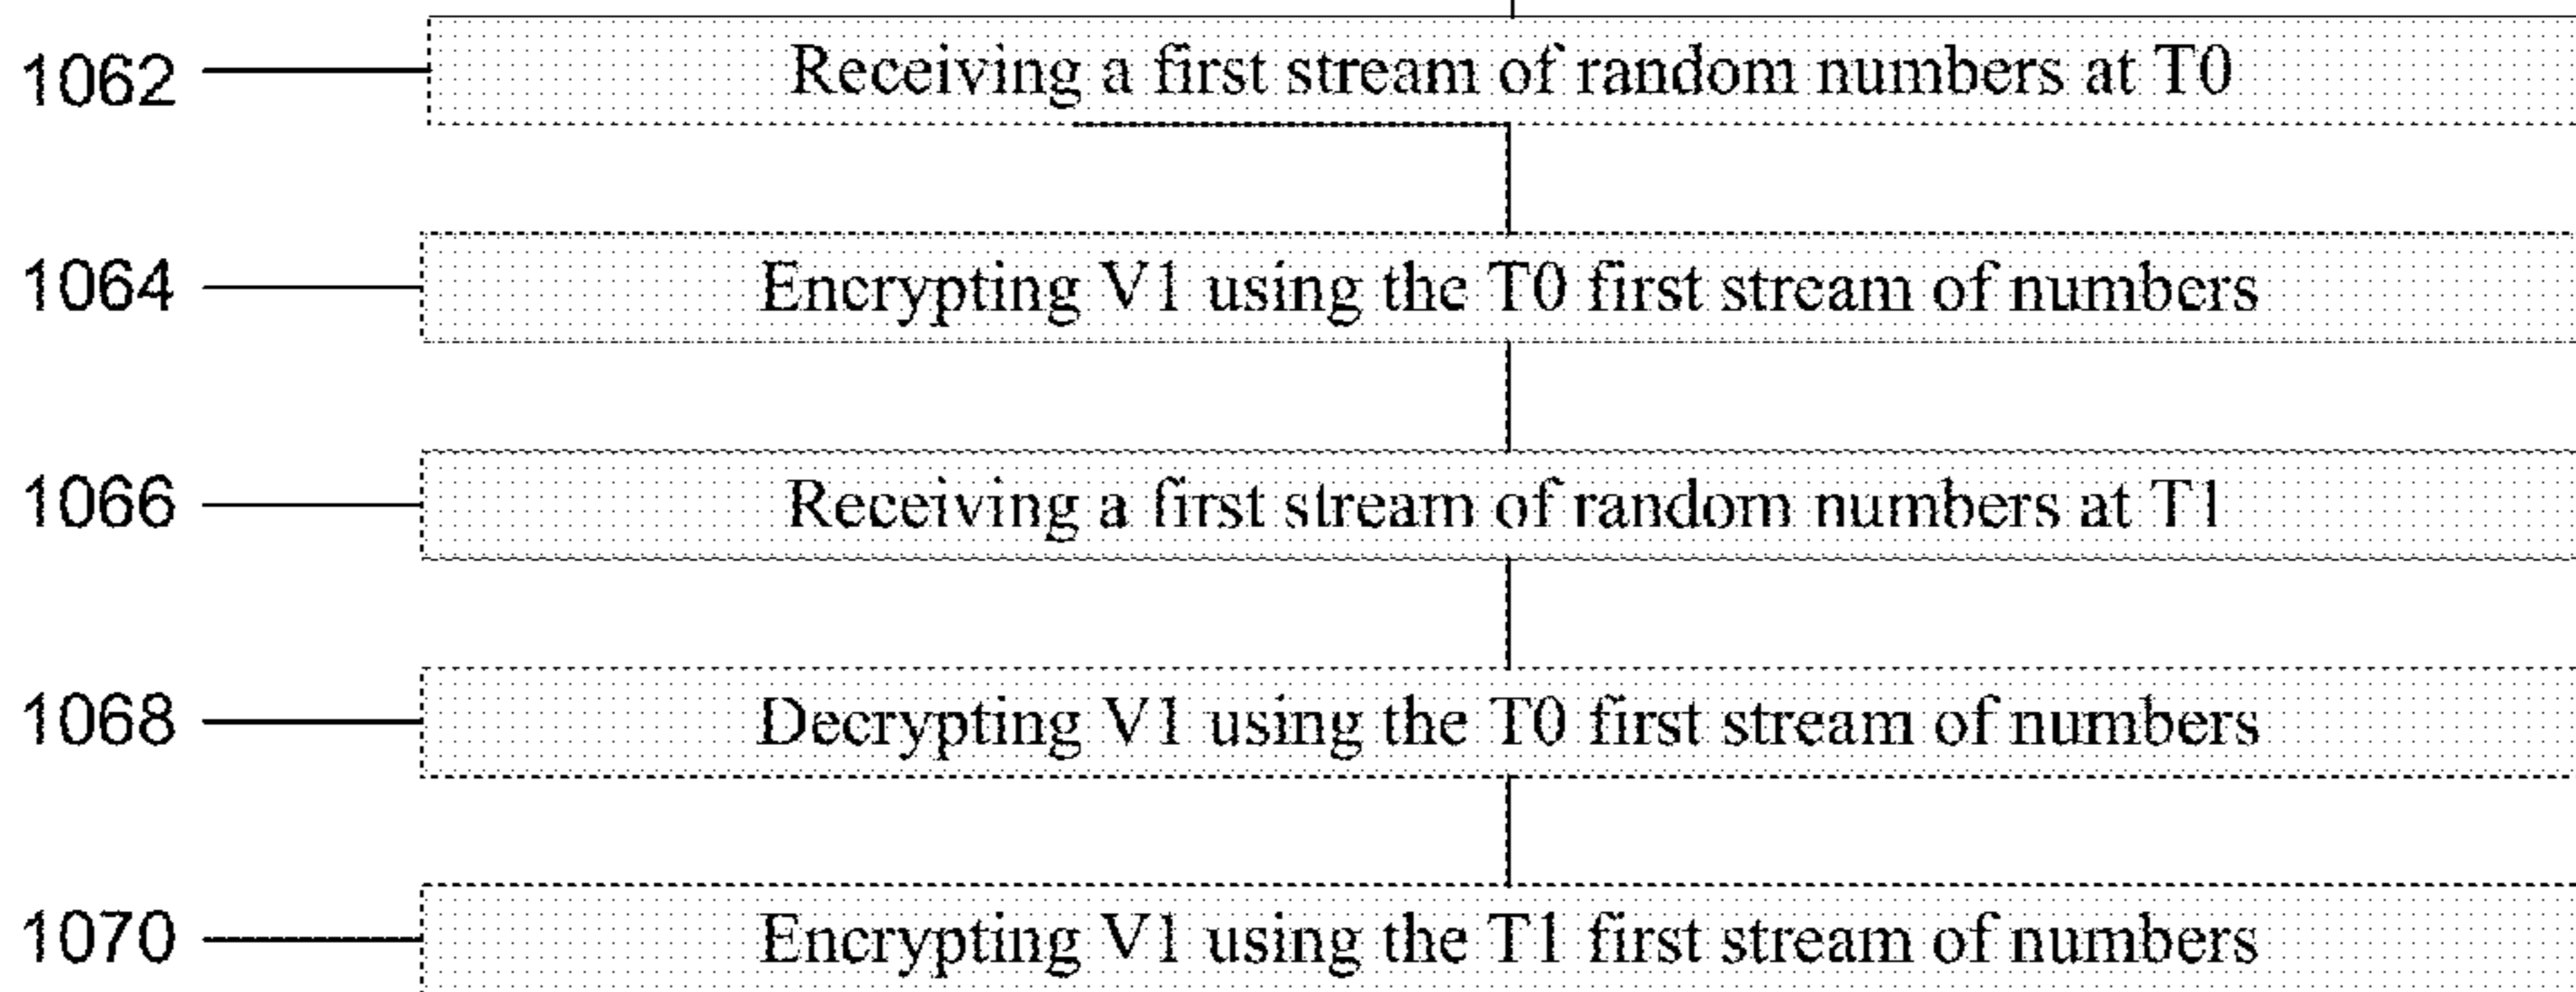 1062 Receiving a first stream of random numbers at T0
1064 Encrypting V1 using the T0 first stream of numbers
1066 Receiving a first stream of random numbers at T1
1068 Decrypting V1 using the T0 first stream of numbers
1070 Encrypting V1 using the T1 first stream of numbers